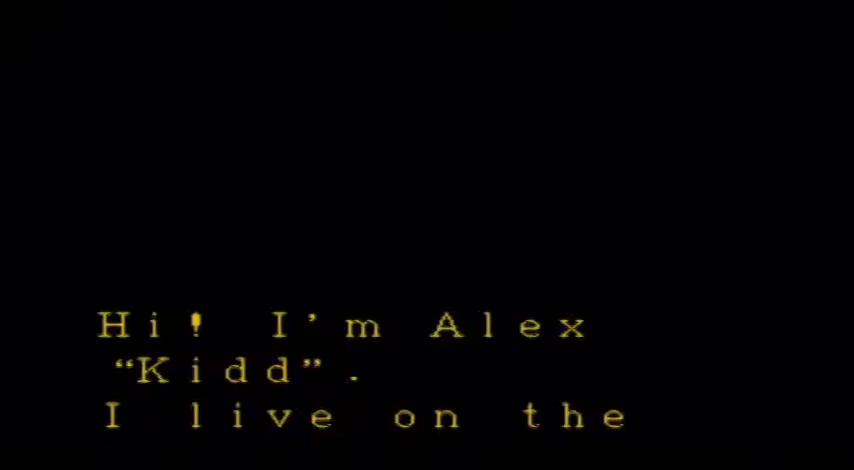 Hi! I'm Alex
“Kidd”.
I live on the